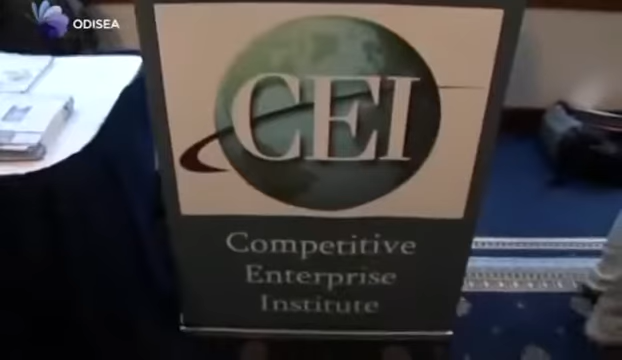 ODISEA
CEI
Competitive
Enterprise
Institute